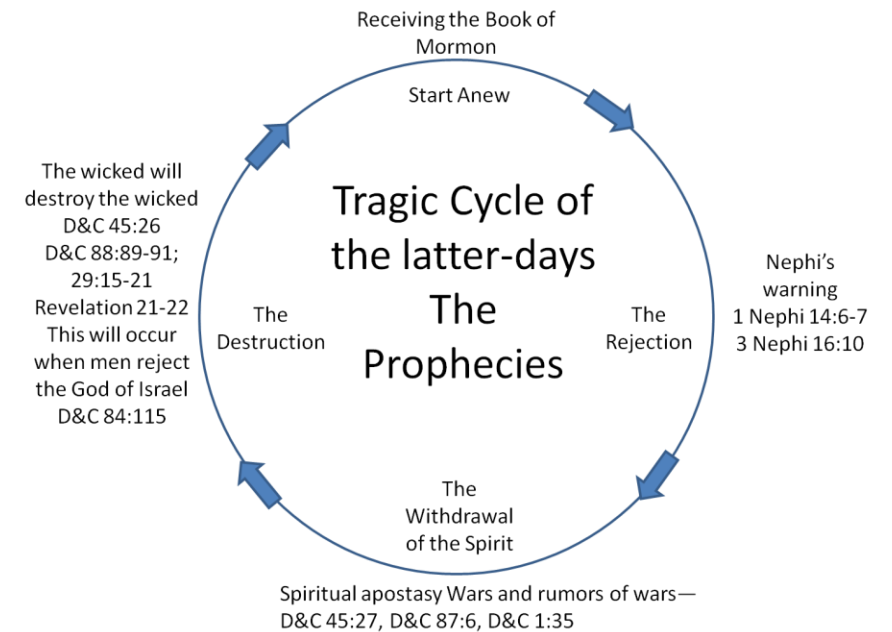 Receiving the Book of
Mormon
Start Anew
Tragic Cycle of
the latter-days
The
Prophecies
The
Rejection
Nephi’s
warning
1 Nephi 14:6-7
3 Nephi 16:10
The
Withdrawal
of the Spirit
Spiritual apostasy Wars and rumors of wars—
D&C 45:27, D&C 87:6, D&C 1:35
The
Destruction
The wicked will
destroy the wicked
D&C 45:26
D&C 88:89-91;
29:15-21
Revelation 21-22
This will occur
when men reject
the God of Israel
D&C 84:115